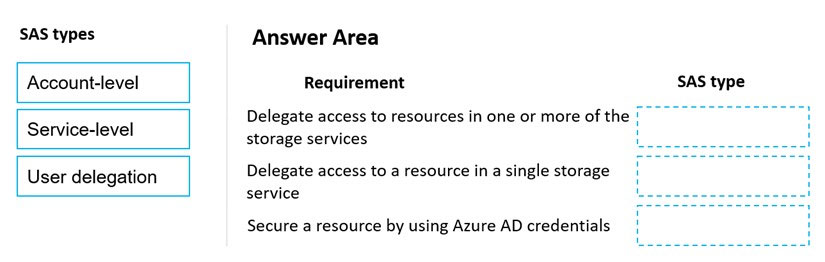 SAS types
Account-level
Service-level
User delegation
Answer Area
Requirement
SAS type
Delegate access to resources in one or more of the
storage services
Delegate access to a resource in a single storage
service
Secure a resource by using Azure AD credentials